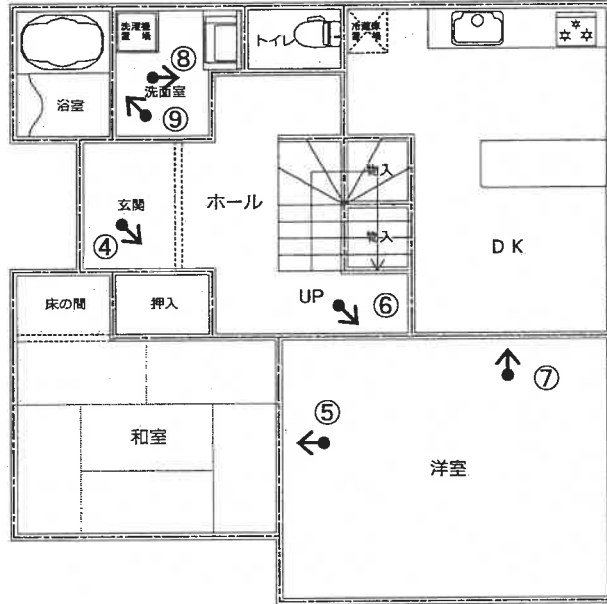 洗濯機
置場
トイレ
冷蔵庫
置場
⑧
洗面室
浴室
⑨
物入
玄関
ホール
④
物入
DK
床の間
押入
UP
⑥
⑦
⑤
和室
洋室